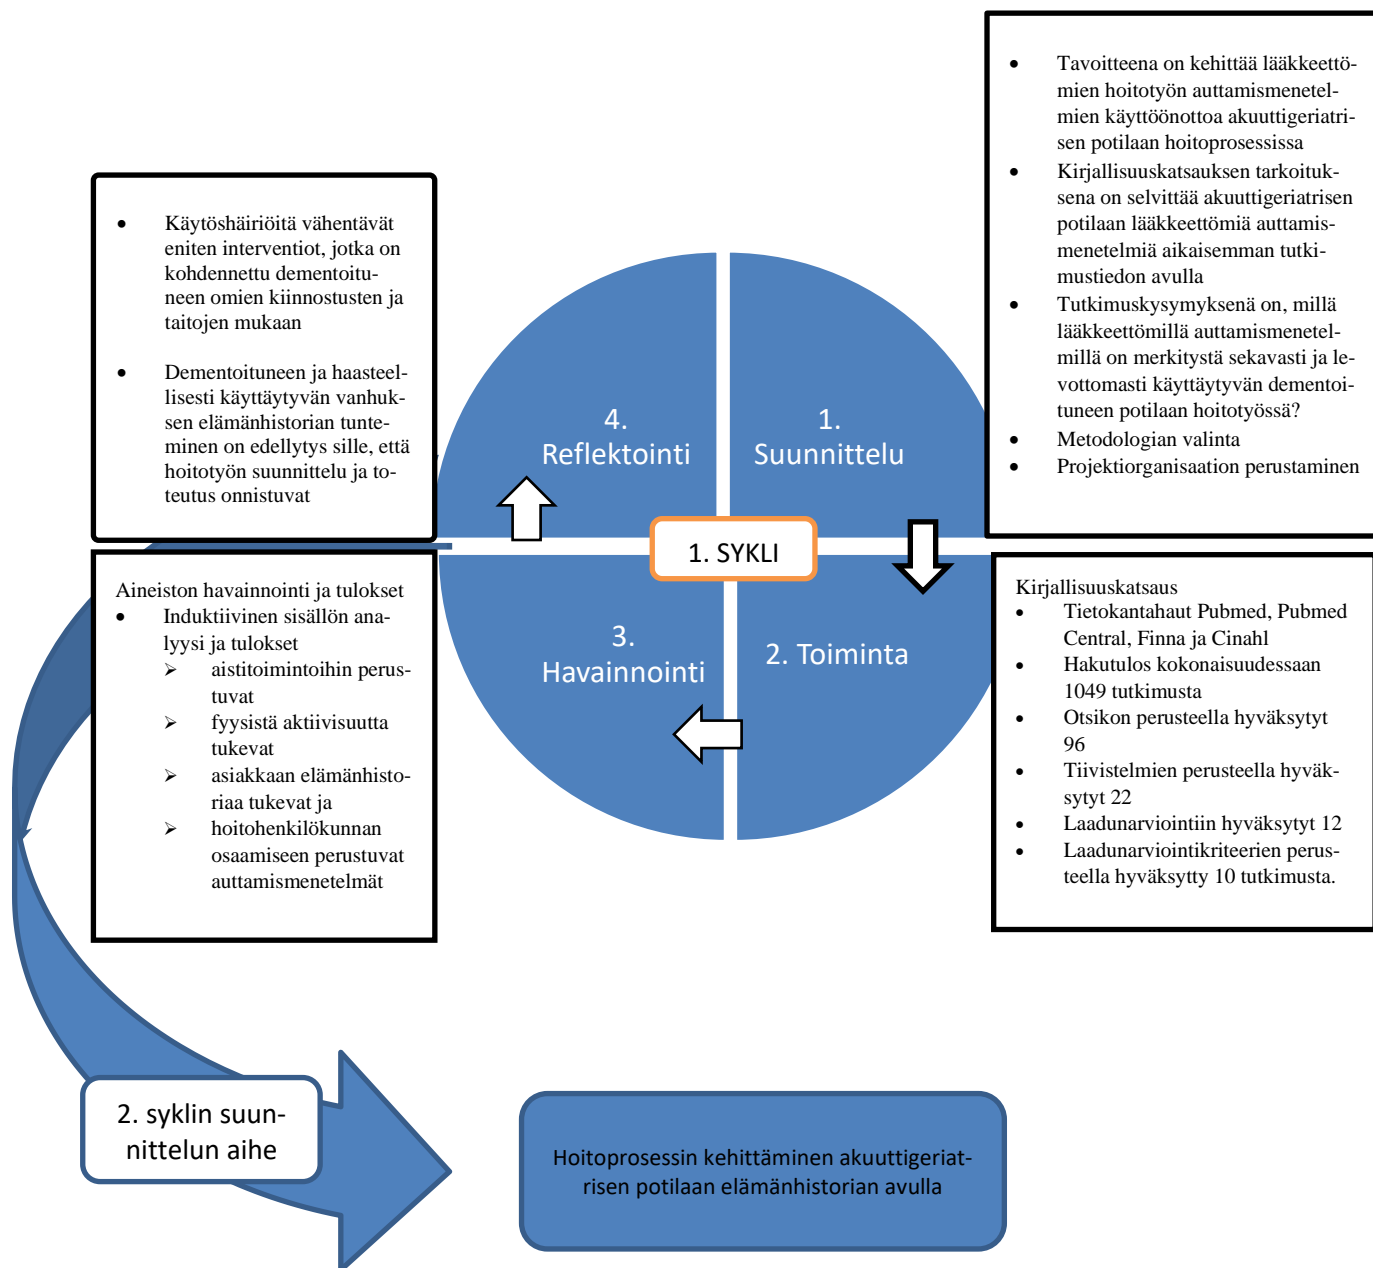 Tavoitteena on kehittää lääkkeettö-
mien hoitotyön auttamismenetel-
mien käyttöönottoa akuuttigeriatri-
sen potilaan hoitoprosessissa
Kirjallisuuskatsauksen tarkoituk-
sena on selvittää akuuttigeriatrisen
potilaan lääkkeettömiä auttamis-
menetelmiä aikaisemman tutki-
mustiedon avulla
Tutkimuskysymyksenä on, millä
lääkkeettömillä auttamismenetel-
millä on merkitystä sekavasti ja le-
vottomasti käyttäytyvän dementoi-
tuneen potilaan hoitotyössä?
Metodologian valinta
Projektiorganisaation perustaminen
Käytöshäiriöitä vähentävät
eniten interventiot, jotka on
kohdennettu dementoitu-
neen omien kiinnostusten ja
taitojen mukaan
Dementoituneen ja haasteel-
lisesti käyttäytyvän vanhuk-
sen elämänhistorian tunte-
minen on edellytys sille, että
hoitotyön suunnittelu ja to-
teutus onnistuvat
4.
Reflektointi
1.
Suunnittelu
1. SYKLI
3.
Havainnointi
2. Toiminta
Aineiston havainnointi ja tulokset
Induktiivinen sisällön ana-
lyysi ja tulokset
aistitoimintoihin perus-
tuvat
fyysistä aktiivisuutta
tukevat
asiakkaan elämänhisto-
riaa tukevat ja
hoitohenkilökunnan
osaamiseen perustuvat
auttamismenetelmät
Kirjallisuuskatsaus
Tietokantahaut Pubmed, Pubmed
Central, Finna ja Cinahl
Hakutulos kokonaisuudessaan
1049 tutkimusta
Otsikon perusteella hyväksytyt
96
Tiivistelmien perusteella hyväk-
sytyt 22
Laadunarviointiin hyväksytyt 12
Laadunarviointikriteerien perus-
teella hyväksytty 10 tutkimusta.
2. syklin suun-
nittelun aihe
Hoitoprosessin kehittäminen akuuttigeriat-
risen potilaan elämänhistorian avulla